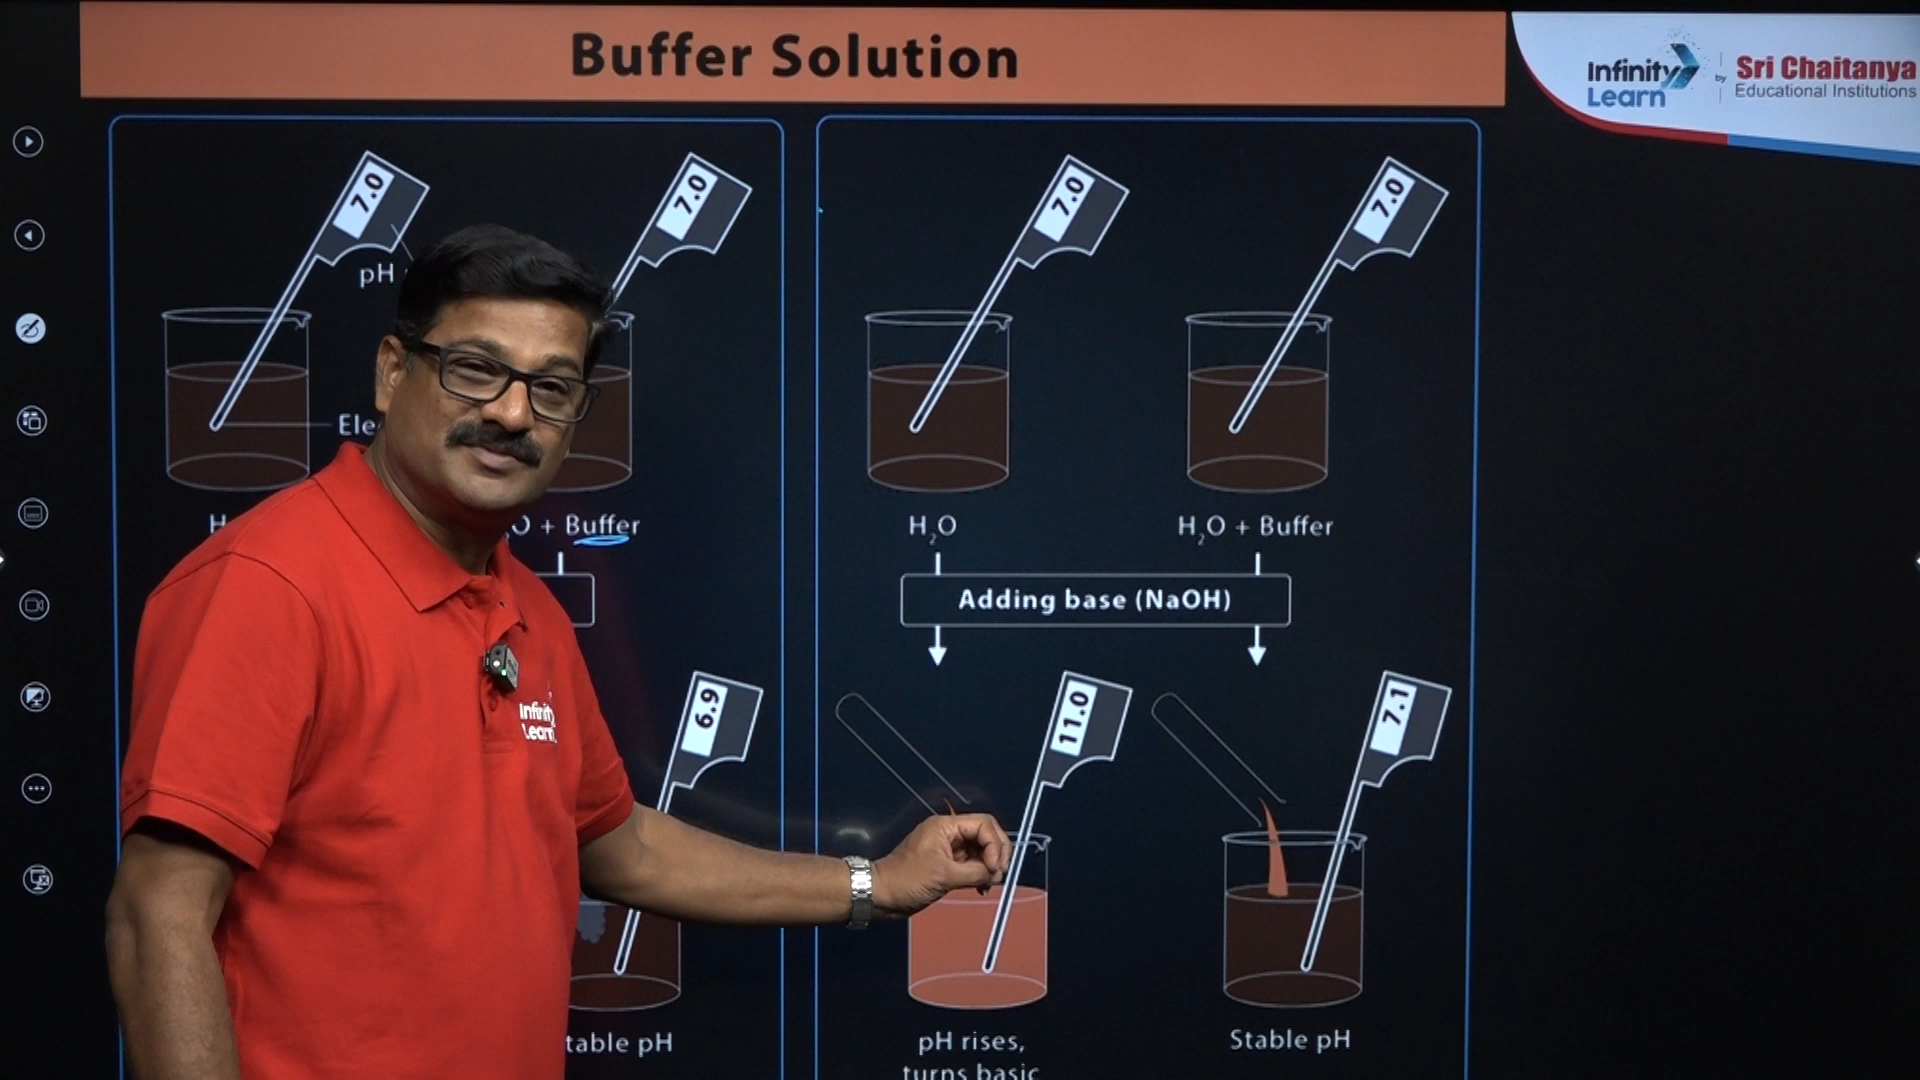 Buffer Solution
Infinity
Learn
by
Sri Chaitanya
Educational Institutions
7.0
7.0
pH
H₂O + Buffer
6.9
table pH
7.0
7.0
H₂O
H₂O + Buffer
Adding base (NaOH)
11.0
7.1
pH rises,
turns basic
Stable pH
Infinity
Learn